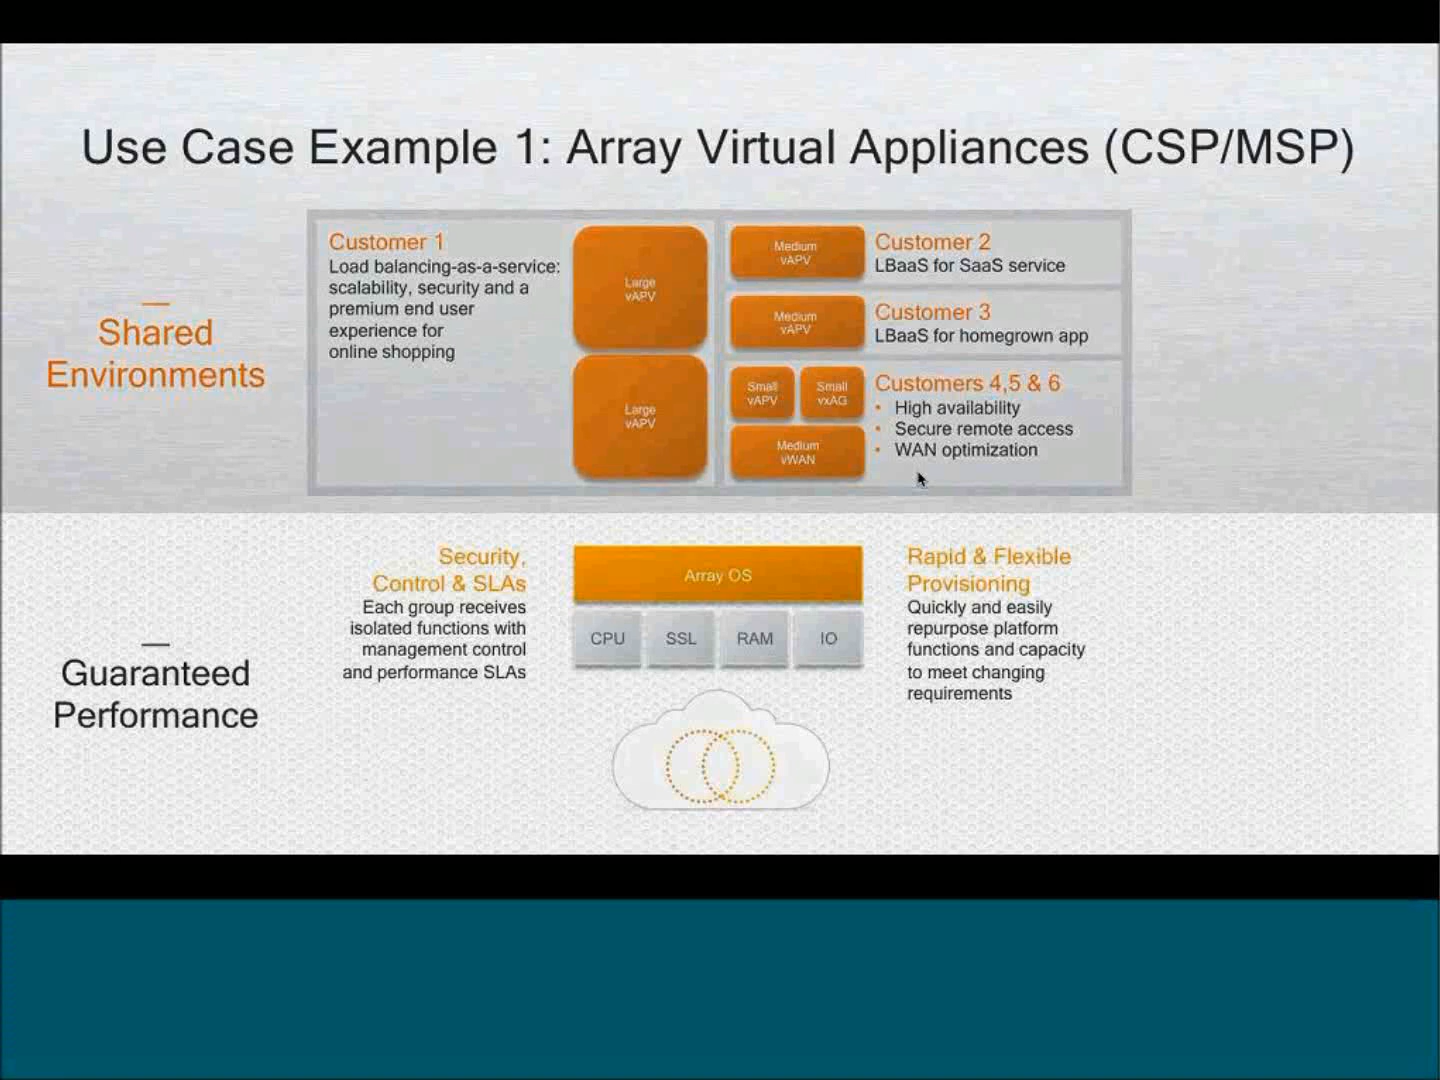 Use Case Example 1: Array Virtual Appliances (CSP/MSP)
Shared
Environments
Customer 1
Load balancing-as-a-service:
scalability, security and a
premium end user
experience for
online shopping
Large
vAPV
Large
vAPV
Medium
vAPV
Customer 2
LBaaS for SaaS service
Medium
vAPV
Customer 3
LBaaS for homegrown app
Small
vAPV
Small
vxAG
Medium
vWAN
Customers 4,5 & 6
• High availability
• Secure remote access
• WAN optimization
Guaranteed
Performance
Security,
Control & SLAs
Each group receives
isolated functions with
management control
and performance SLAs
Array OS
CPU
SSL
RAM
IO
Rapid & Flexible
Provisioning
Quickly and easily
repurpose platform
functions and capacity
to meet changing
requirements